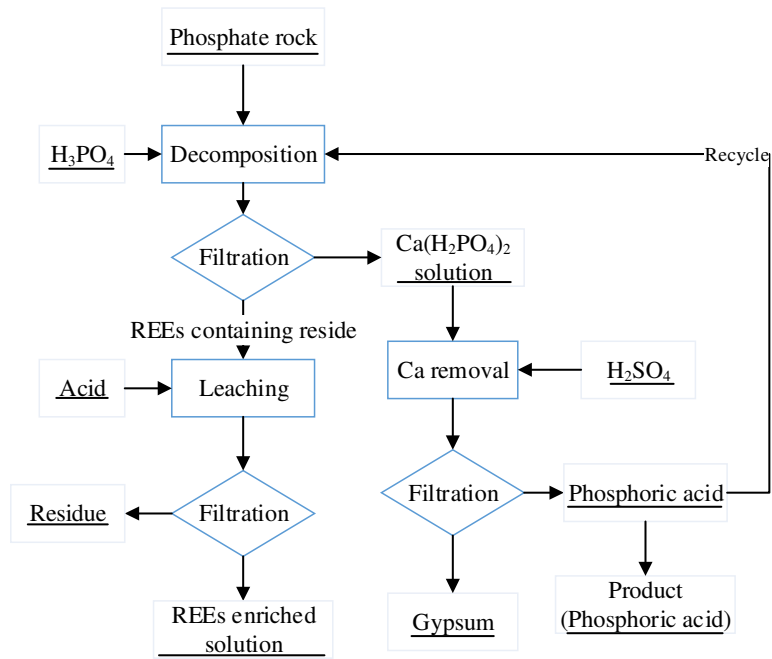 Phosphate rock
H₃PO₄
Decomposition
Recycle
Filtration
Ca(H₂PO₄)₂
solution
REEs containing reside
Acid
Leaching
Ca removal
H₂SO₄
Residue
Filtration
Filtration
Phosphoric acid
REEs enriched
solution
Gypsum
Product
(Phosphoric acid)